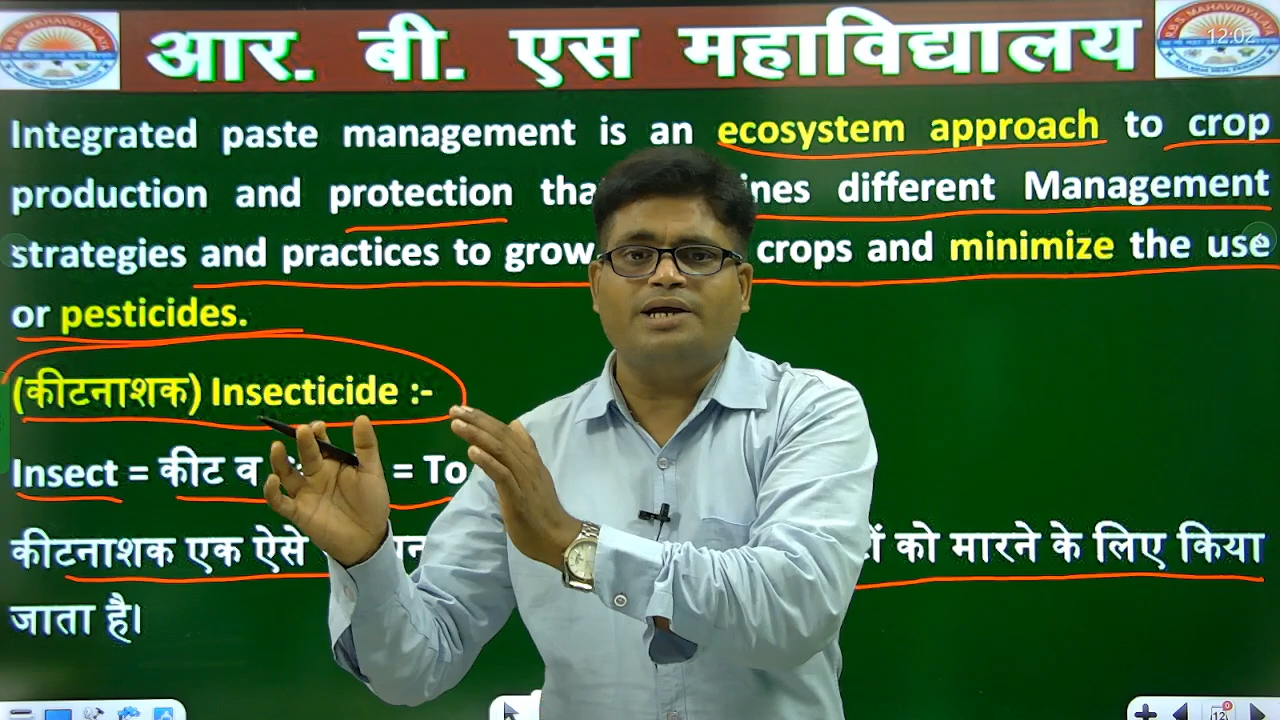 आर. बी. एस महाविद्यालय
12:02
Integrated paste management is an ecosystem approach to crop
production and protection different Management
strategies and practices to grow crops and minimize the use
or pesticides.
(कीटनाशक) Insecticide :-
Insect = कीट व = To
कीटनाशक एक ऐसे को मारने के लिए किया
जाता है।